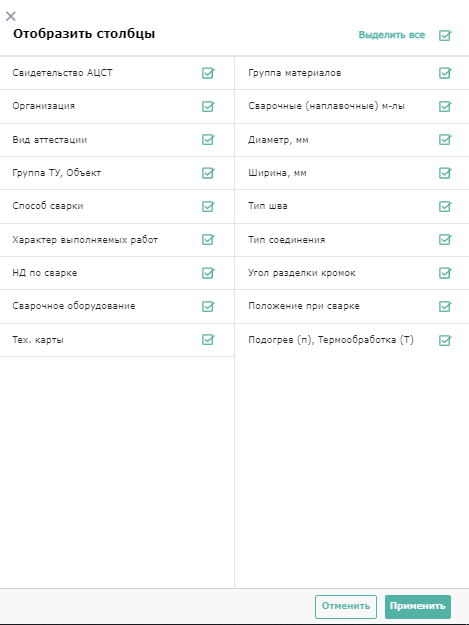 Отобразить столбцы
Выделить все
Свидетельство АЦСТ
Организация
Вид аттестации
Группа ТУ, Объект
Способ сварки
Характер выполняемых работ
НД по сварке
Сварочное оборудование
Тех. карты
Группа материалов
Сварочные (наплавочные) м-лы
Диаметр, мм
Ширина, мм
Тип шва
Тип соединения
Угол разделки кромок
Положение при сварке
Подогрев (п), Термообработка (Т)
Отменить
Применить